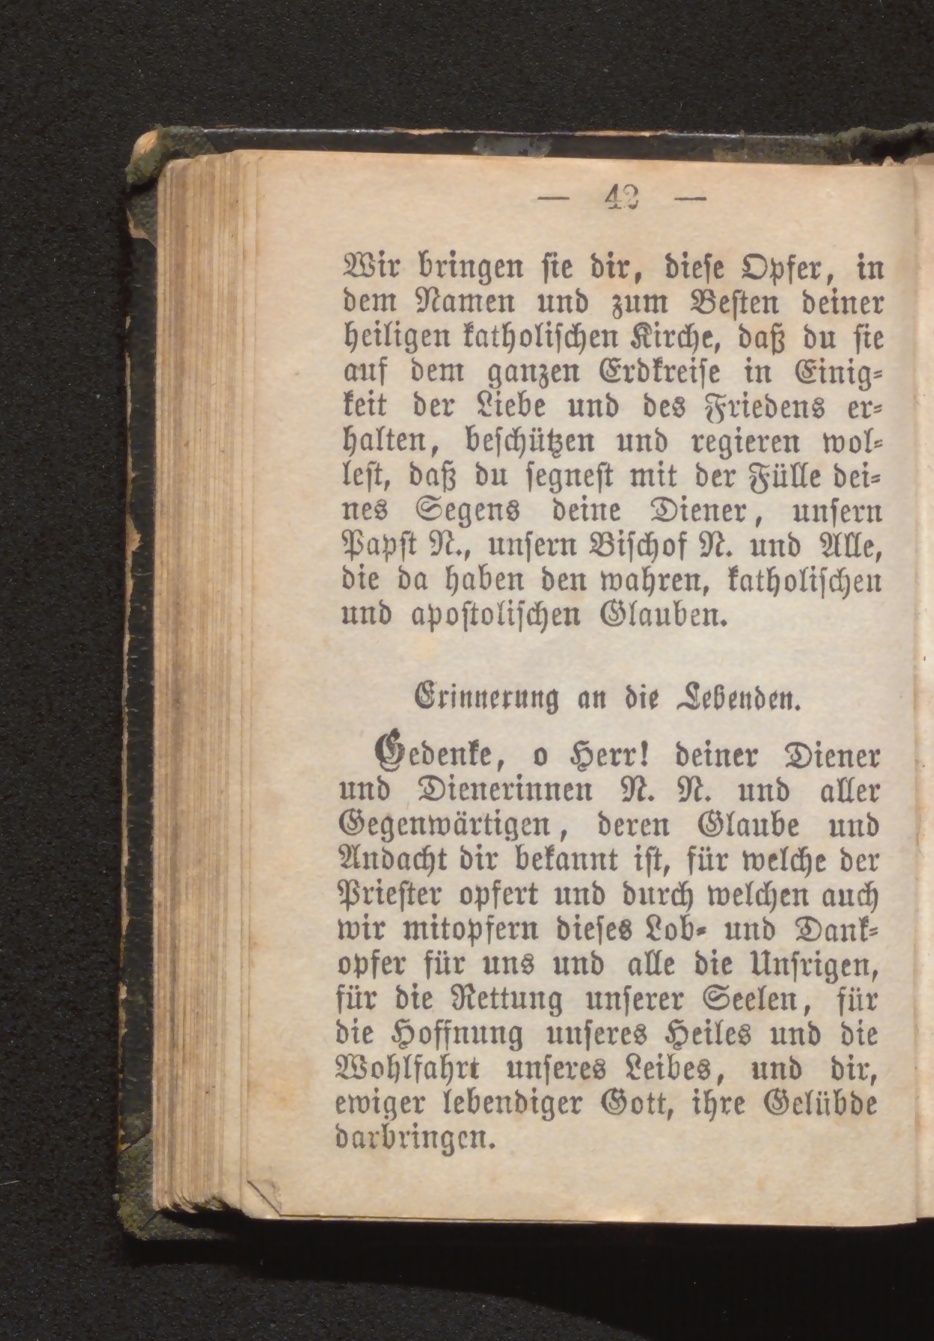 — 42 —
Wir bringen sie dir, diese Opfer, in
dem Namen und zum Besten deiner
heiligen katholischen Kirche, daß du sie
auf dem ganzen Erdkreise in Einig-
keit der Liebe und des Friedens er-
halten, beschützen und regieren wol-
lest, daß du segnest mit der Fülle dei-
nes Segens deine Diener, unsern
Papst N., unsern Bischof N. und Alle,
die da haben den wahren, katholischen
und apostolischen Glauben.
Erinnerung an die Lebenden.
Gedenke, o Herr! deiner Diener
und Dienerinnen N. N. und aller
Gegenwärtigen, deren Glaube und
Andacht dir bekannt ist, für welche der
Priester opfert und durch welchen auch
wir mitopfern dieses Lob- und Dank-
opfer für uns und alle die Unsrigen,
für die Rettung unserer Seelen, für
die Hoffnung unseres Heiles und die
Wohlfahrt unseres Leibes, und dir,
ewiger lebendiger Gott, ihre Gelübde
darbringen.